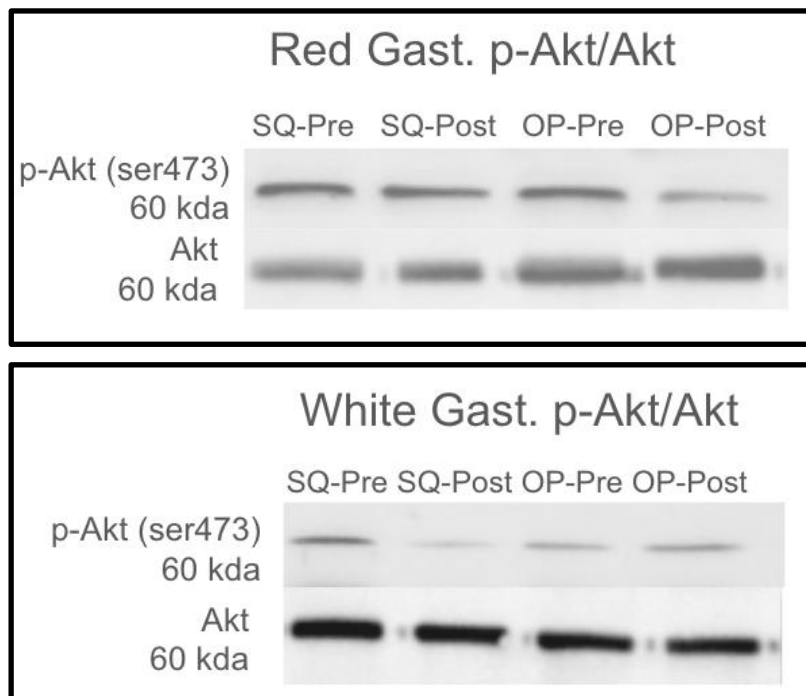 Red Gast. p-Akt/Akt
SQ-Pre SQ-Post OP-Pre OP-Post
p-Akt (ser473)
60 kda
Akt
60 kda
White Gast. p-Akt/Akt
SQ-Pre SQ-Post OP-Pre OP-Post
p-Akt (ser473)
60 kda
Akt
60 kda